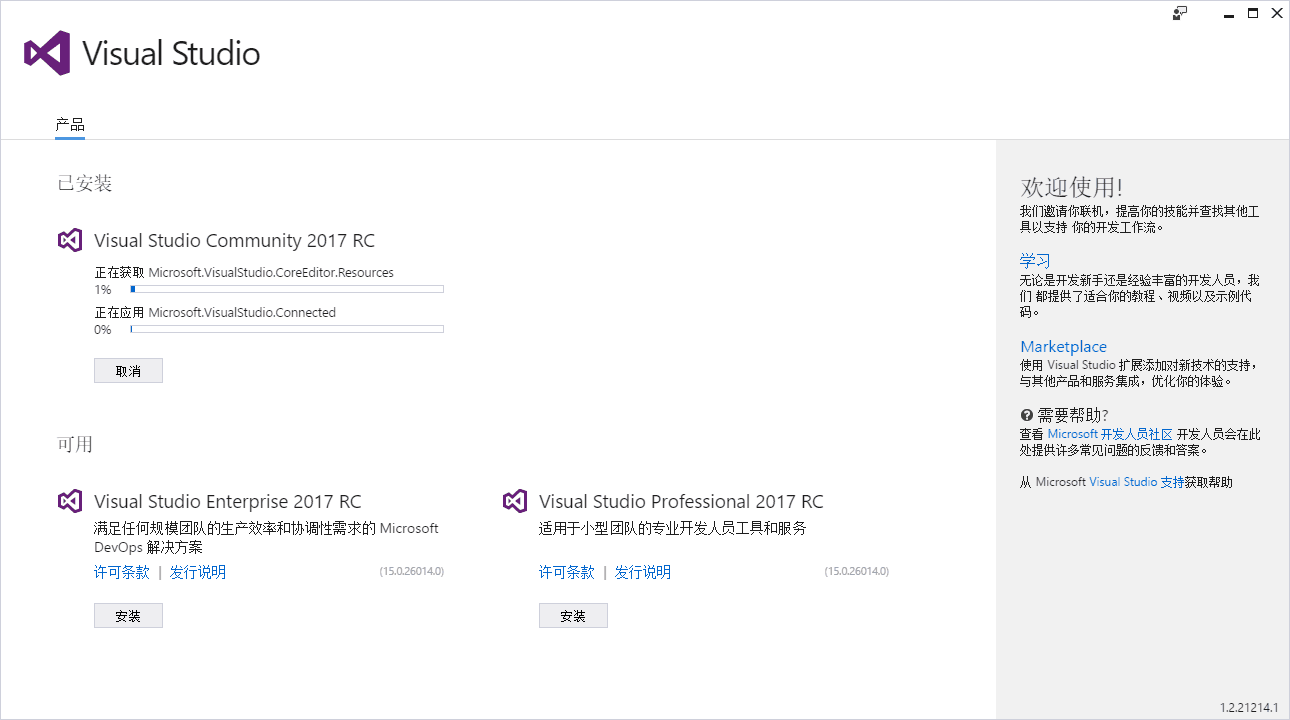 Visual Studio
产品
已安装
Visual Studio Community 2017 RC
正在获取 Microsoft.VisualStudio.CoreEditor.Resources
1%
正在应用 Microsoft.VisualStudio.Connected
0%
取消
可用
Visual Studio Enterprise 2017 RC
满足任何规模团队的生产效率和协调性需求的 Microsoft
DevOps 解决方案
许可条款 | 发行说明 (15.0.26014.0)
安装
Visual Studio Professional 2017 RC
适用于小型团队的专业开发人员工具和服务
许可条款 | 发行说明 (15.0.26014.0)
安装
欢迎使用!
我们邀请你联机，提高你的技能并查找其他工
具以支持 你的开发工作流。
学习
无论是开发新手还是经验丰富的开发人员，我
们 都提供了适合你的教程、视频以及示例代
码。
Marketplace
使用 Visual Studio 扩展添加对新技术的支持，
与其他产品和服务集成，优化你的体验。
需要帮助?
查看 Microsoft 开发人员社区 开发人员会在此
处提供许多常见问题的反馈和答案。
从 Microsoft Visual Studio 支持获取帮助
1.2.21214.1